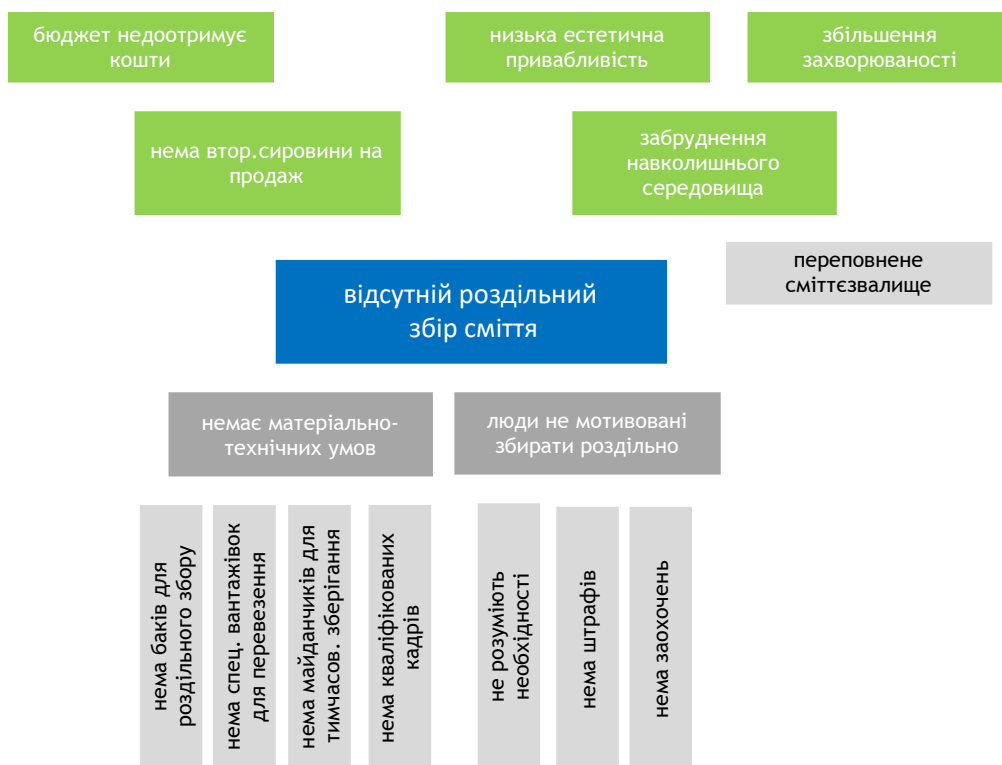 бюджет недоотримує
кошти
низька естетична
привабливість
збільшення
захворюваності
нема втор.сировини на
продаж
забруднення
навколишнього
середовища
переповнене
сміттєзвалище
відсутній роздільний
збір сміття
немає матеріально-
технічних умов
люди не мотивовані
збирати роздільно
нема баків для
роздільного збору
нема спец. вантажівок
для перевезення
нема майданчиків для
тимчасов. зберігання
нема кваліфікованих
кадрів
не розуміють
необхідності
нема штрафів
нема заохочень